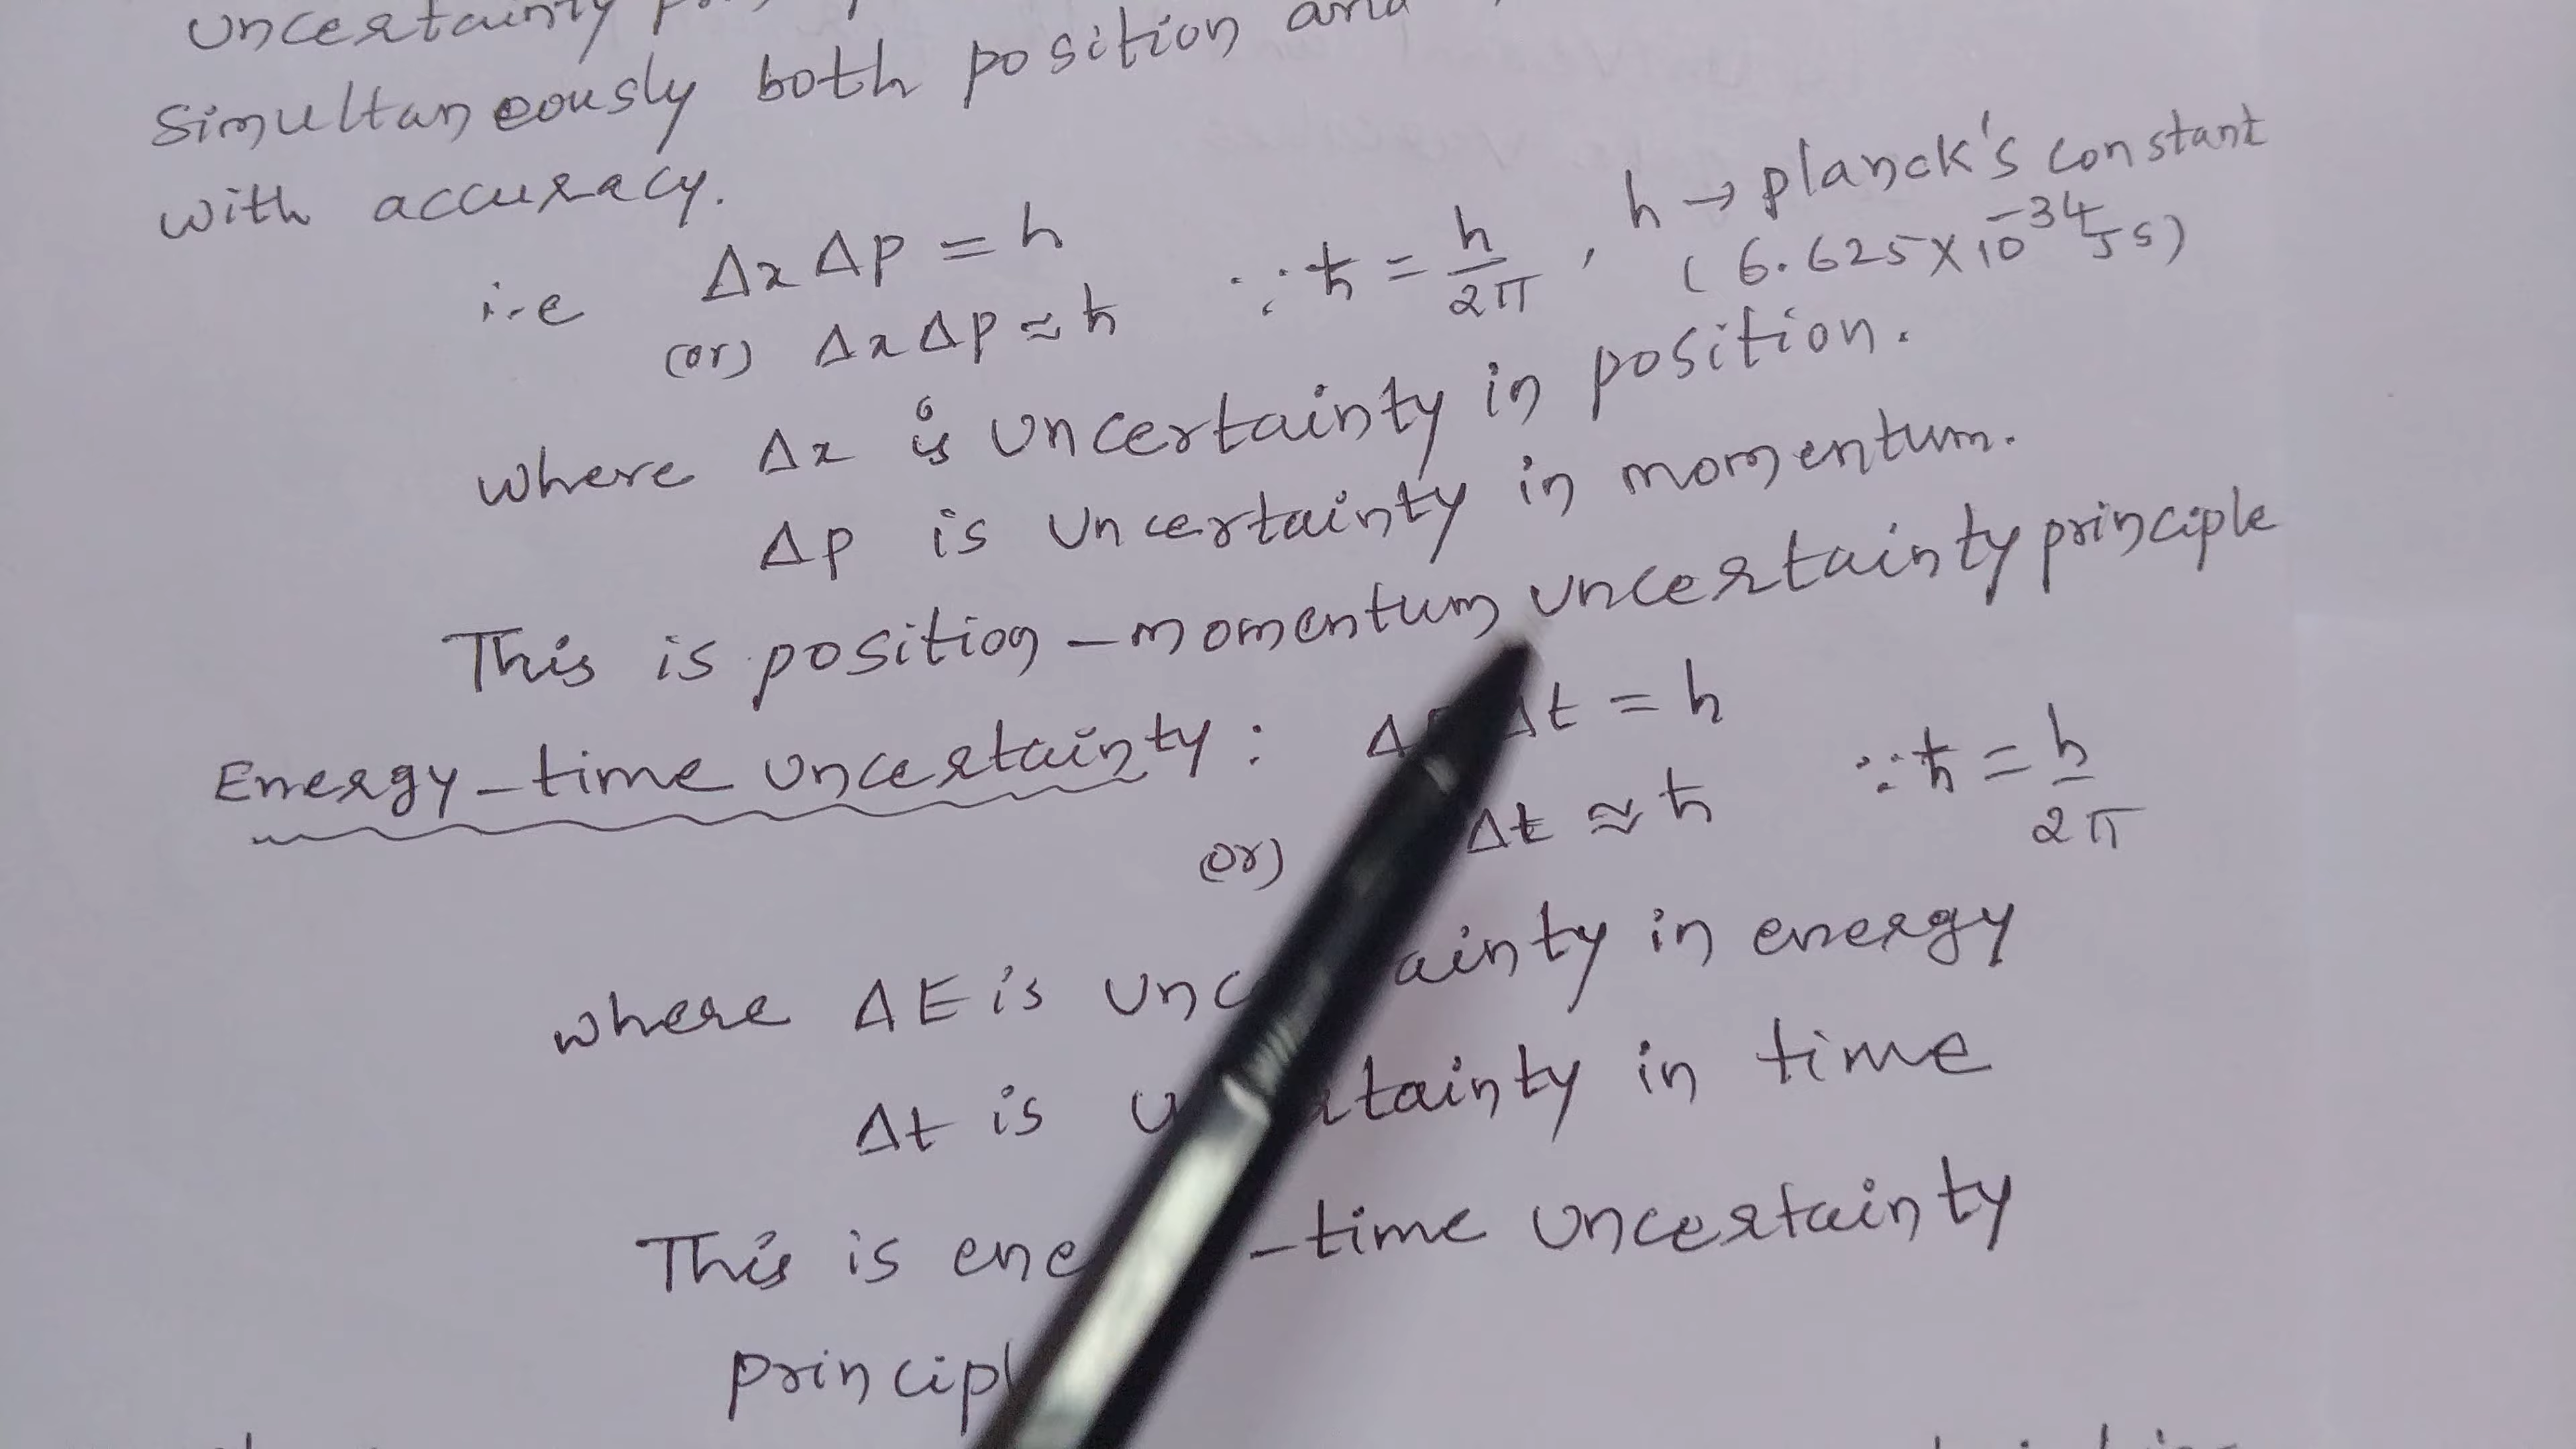 Uncertainty
Simultaneously both position and
with accuracy.
i.e Δx Δp = h
(or) Δx Δp ≈ ħ ∵ ħ = h/2π , h → planck's constant
(6.625 × 10⁻³⁴ Js)
where Δx is uncertainty in position.
Δp is uncertainty in momentum.
This is position - momentum uncertainty principle
Energy - time uncertainty : Δ Δt = h
(or) Δt ≈ ħ ∵ ħ = h/2π
where ΔE is unc ainty in energy
Δt is u tainty in time
This is ene - time uncertainty
principl